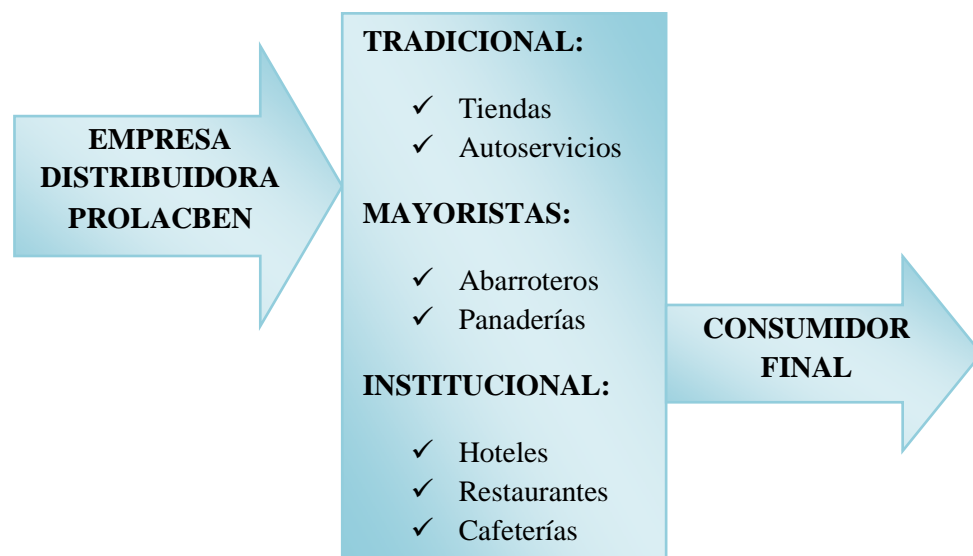 EMPRESA
DISTRIBUIDORA
PROLACBEN
TRADICIONAL:
✓ Tiendas
✓ Autoservicios
MAYORISTAS:
✓ Abarroteros
✓ Panaderías
INSTITUCIONAL:
✓ Hoteles
✓ Restaurantes
✓ Cafeterías
CONSUMIDOR
FINAL